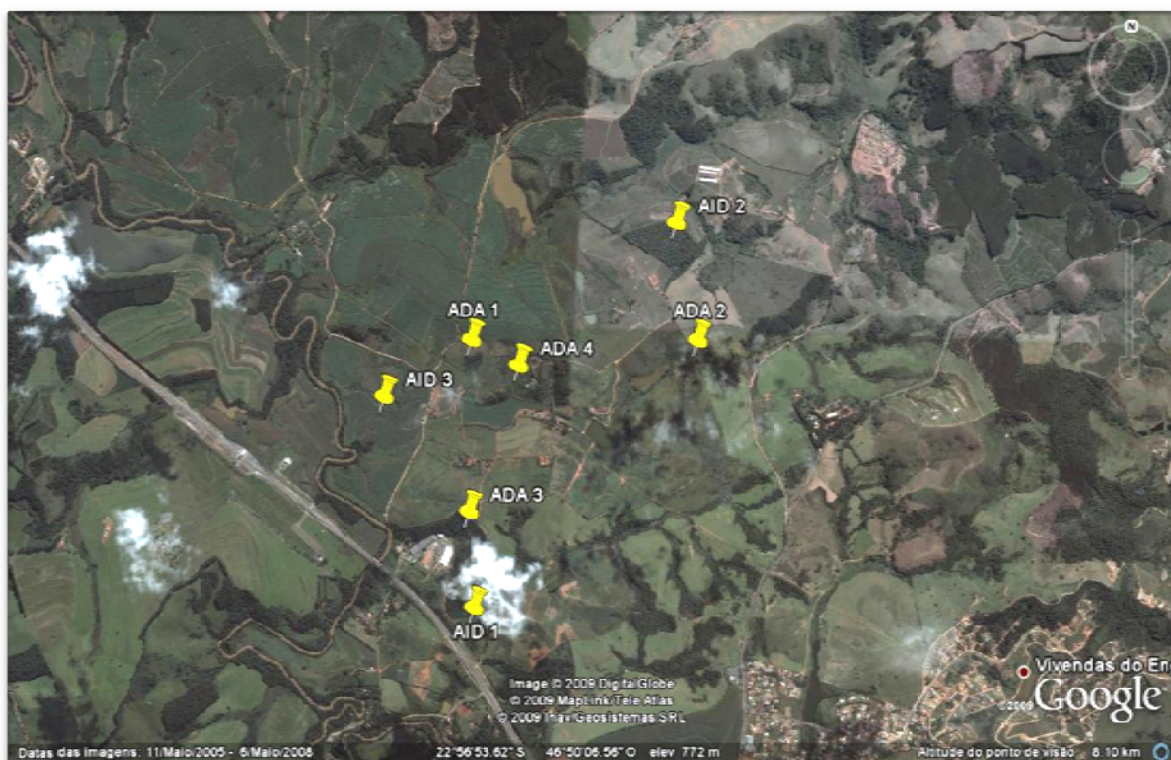 N
AID 2
ADA 1
ADA 2
ADA 4
AID 3
ADA 3
AID 1
Vivendas do En
Image © 2009 DigitalGlobe
© 2009 MapLink/Tele Atlas
© 2009 Inav/Geosistemas SRL
©2009 Google
Datas das Imagens: 11/Maio/2005 - 6/Maio/2008 22°56'53.62" S 46°50'06.56" O elev 772 m Altitude do ponto de visão 8.10 km